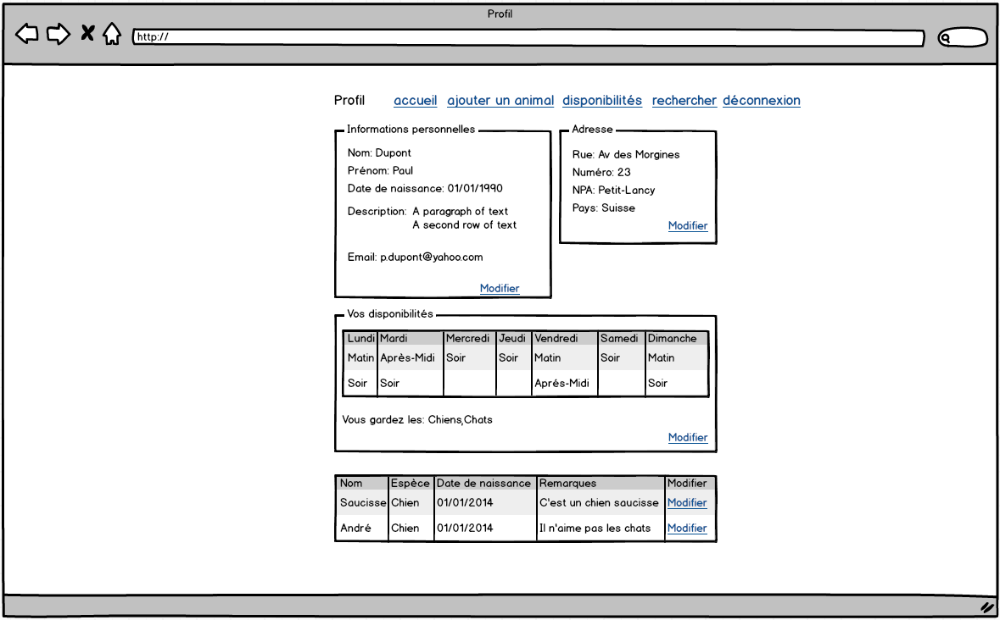 Profil
http://
Profil accueil ajouter un animal disponibilités rechercher déconnexion
Informations personnelles
Nom: Dupont
Prénom: Paul
Date de naissance: 01/01/1990
Description: A paragraph of text
A second row of text
Email: p.dupont@yahoo.com
Modifier
Adresse
Rue: Av des Morgines
Numéro: 23
NPA: Petit-Lancy
Pays: Suisse
Modifier
Vos disponibilités
Lundi Mardi Mercredi Jeudi Vendredi Samedi Dimanche
Matin Après-Midi Soir Soir Matin Soir Matin
Soir Soir Aprés-Midi Soir
Vous gardez les: Chiens,Chats
Modifier
Nom Espèce Date de naissance Remarques Modifier
Saucisse Chien 01/01/2014 C'est un chien saucisse Modifier
André Chien 01/01/2014 Il n'aime pas les chats Modifier